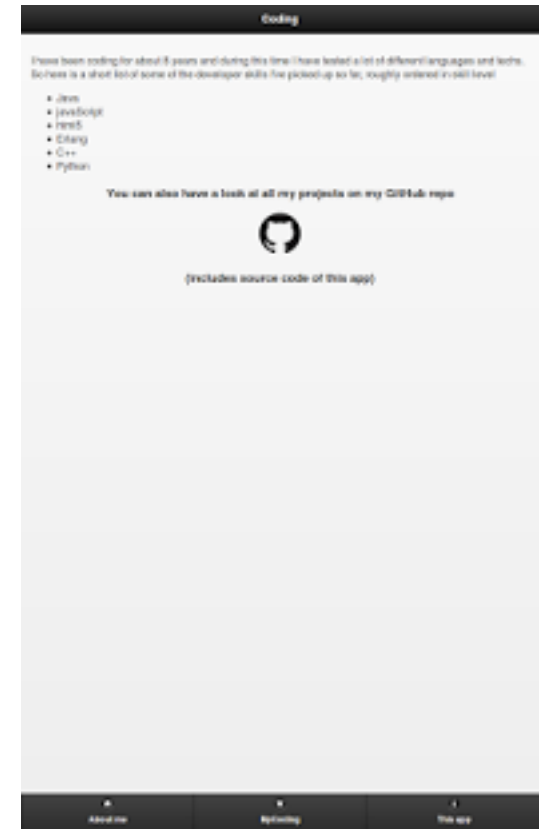 Coding
I have been coding for about 5 years and during this time I have tested a lot of different languages and techs.
So here is a short list of some of the developer skills I've picked up so far, roughly ordered in skill level
• Java
• javaScript
• html5
• Erlang
• C++
• Python
You can also have a look at all my projects on my GitHub repo
(includes source code of this app)
About me
MyCoding
This app